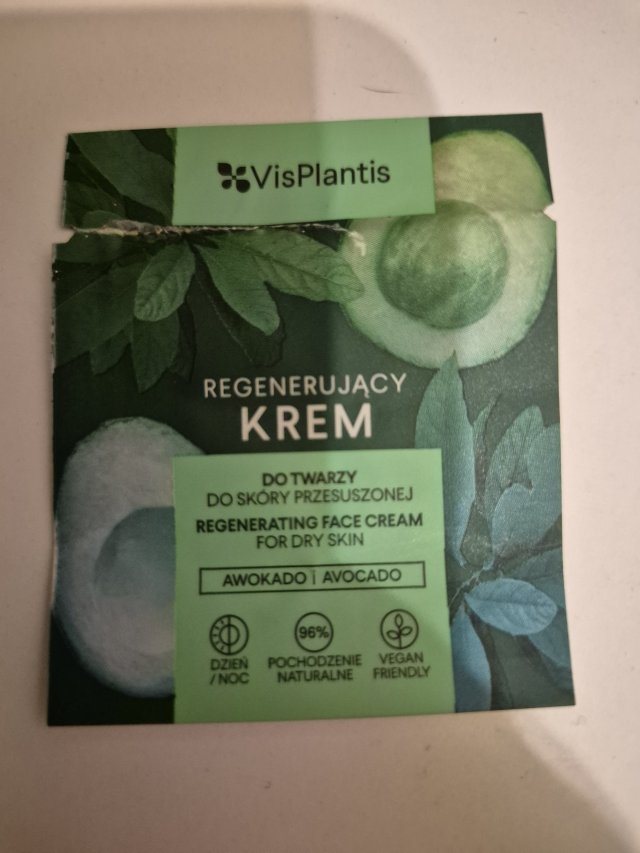 VisPlantis
REGENERUJĄCY
KREM
DO TWARZY
DO SKÓRY PRZESUSZONEJ
REGENERATING FACE CREAM
FOR DRY SKIN
AWOKADO | AVOCADO
DZIEŃ
/ NOC
96%
POCHODZENIE
NATURALNE
VEGAN
FRIENDLY